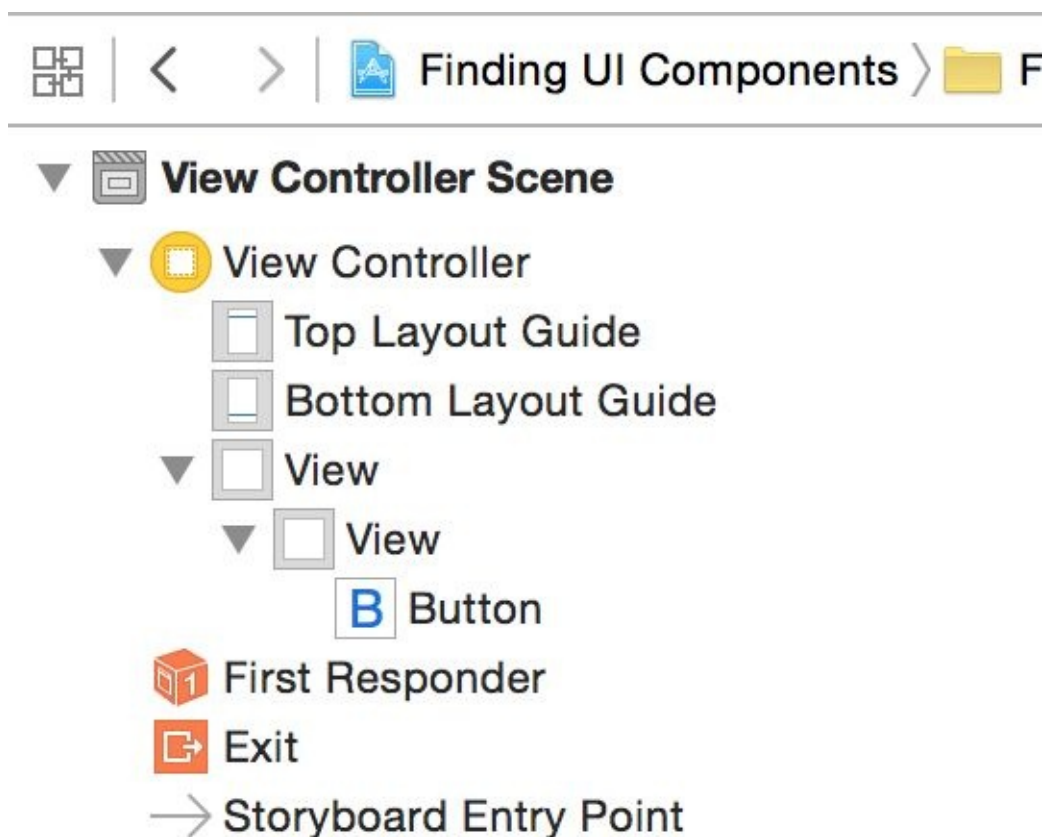 Finding UI Components F
View Controller Scene
View Controller
Top Layout Guide
Bottom Layout Guide
View
View
B Button
1 First Responder
Exit
Storyboard Entry Point